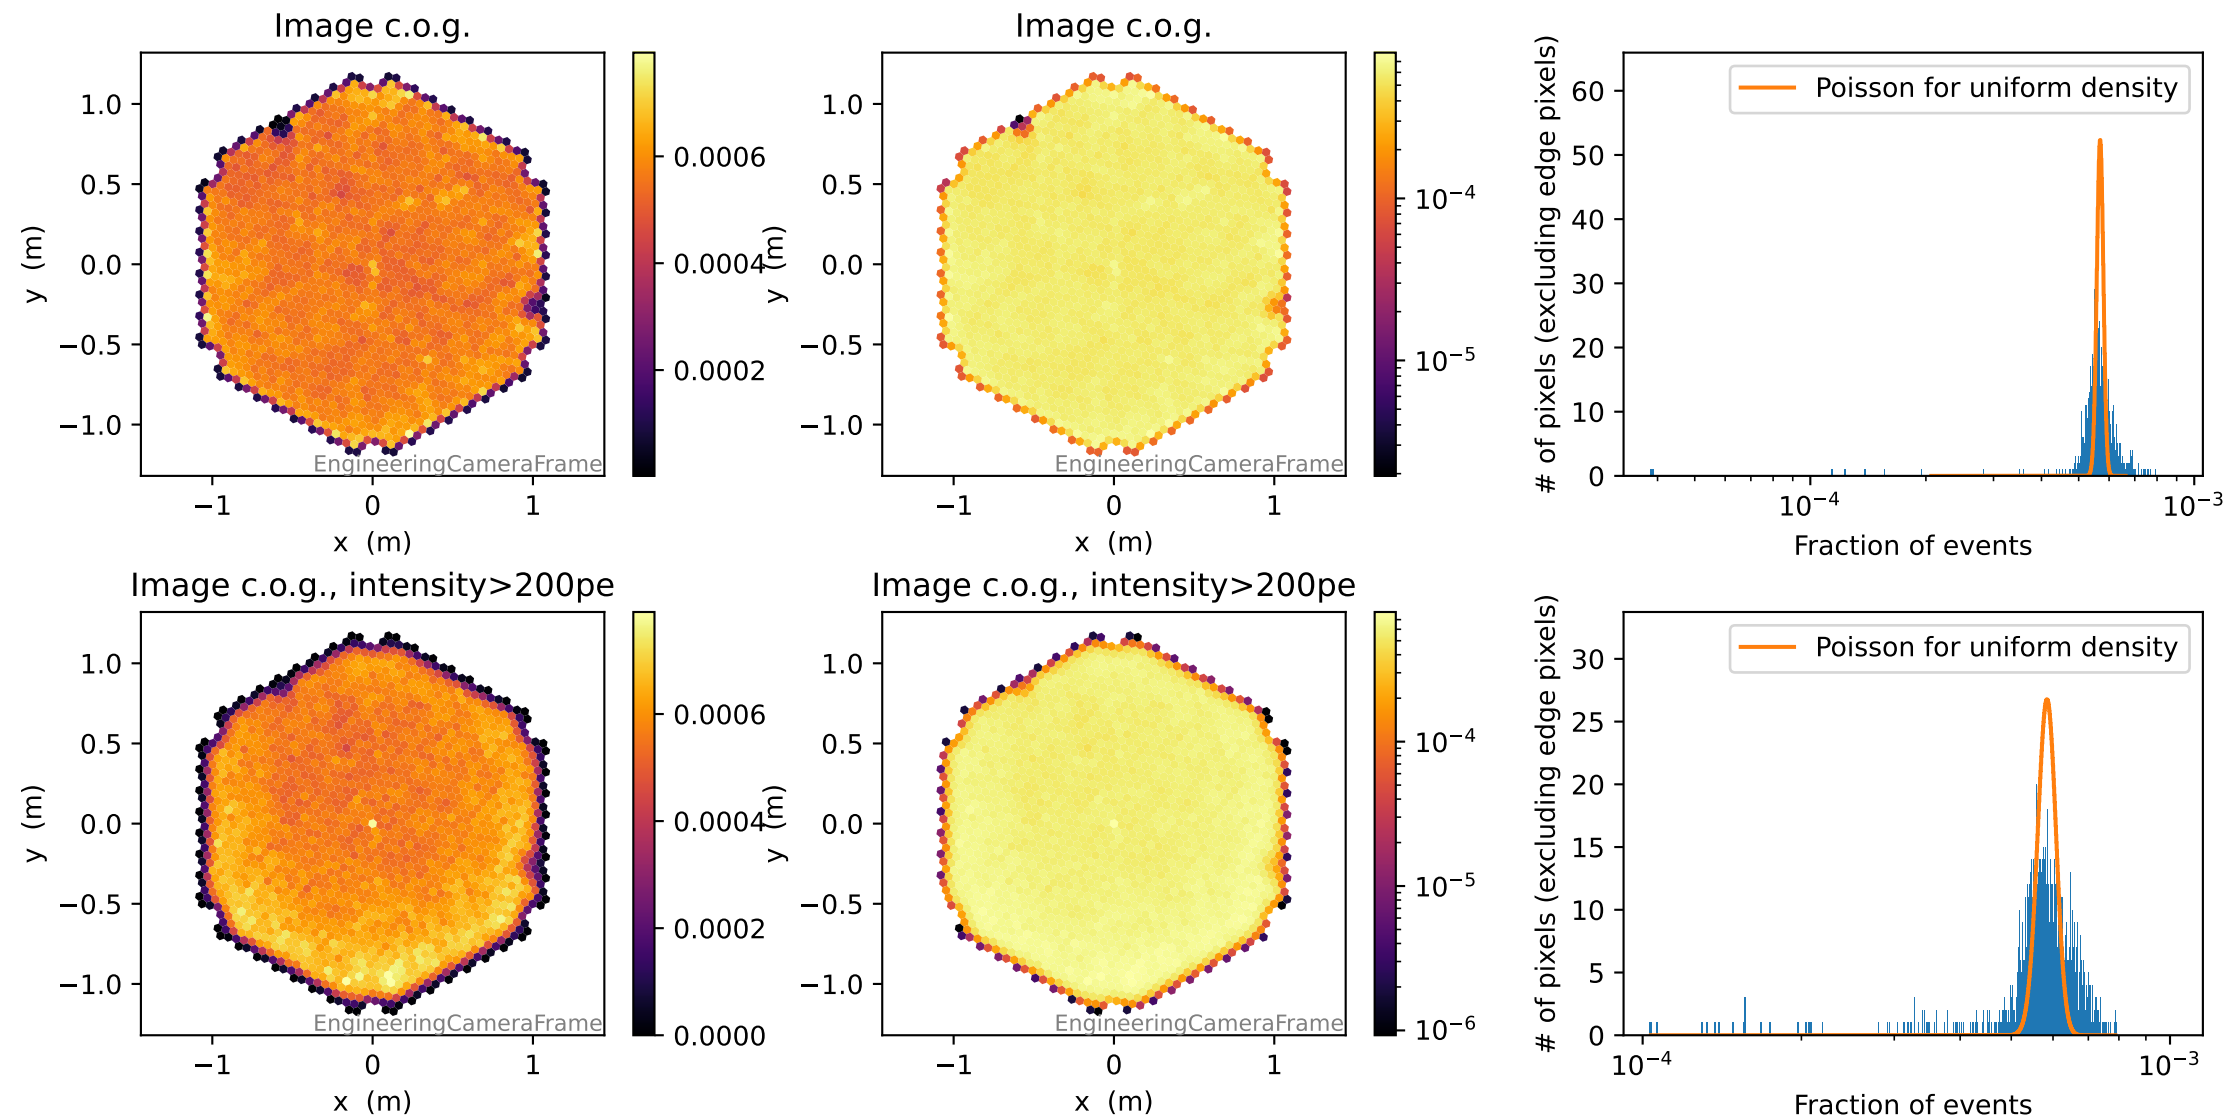 Image c.o.g.
y (m)
1.0
0.5
0.0
−0.5
−1.0
−1 0 1
x (m)
EngineeringCameraFrame
0.0006
0.0004
0.0002
Image c.o.g.
y (m)
1.0
0.5
0.0
−0.5
−1.0
−1 0 1
x (m)
EngineeringCameraFrame
10−4
10−5
# of pixels (excluding edge pixels)
60
50
40
30
20
10
0
Poisson for uniform density
10−4 10−3
Fraction of events
Image c.o.g., intensity>200pe
y (m)
1.0
0.5
0.0
−0.5
−1.0
−1 0 1
x (m)
EngineeringCameraFrame
0.0006
0.0004
0.0002
0.0000
Image c.o.g., intensity>200pe
y (m)
1.0
0.5
0.0
−0.5
−1.0
−1 0 1
x (m)
EngineeringCameraFrame
10−4
10−5
10−6
# of pixels (excluding edge pixels)
30
25
20
15
10
5
0
Poisson for uniform density
10−4 10−3
Fraction of events